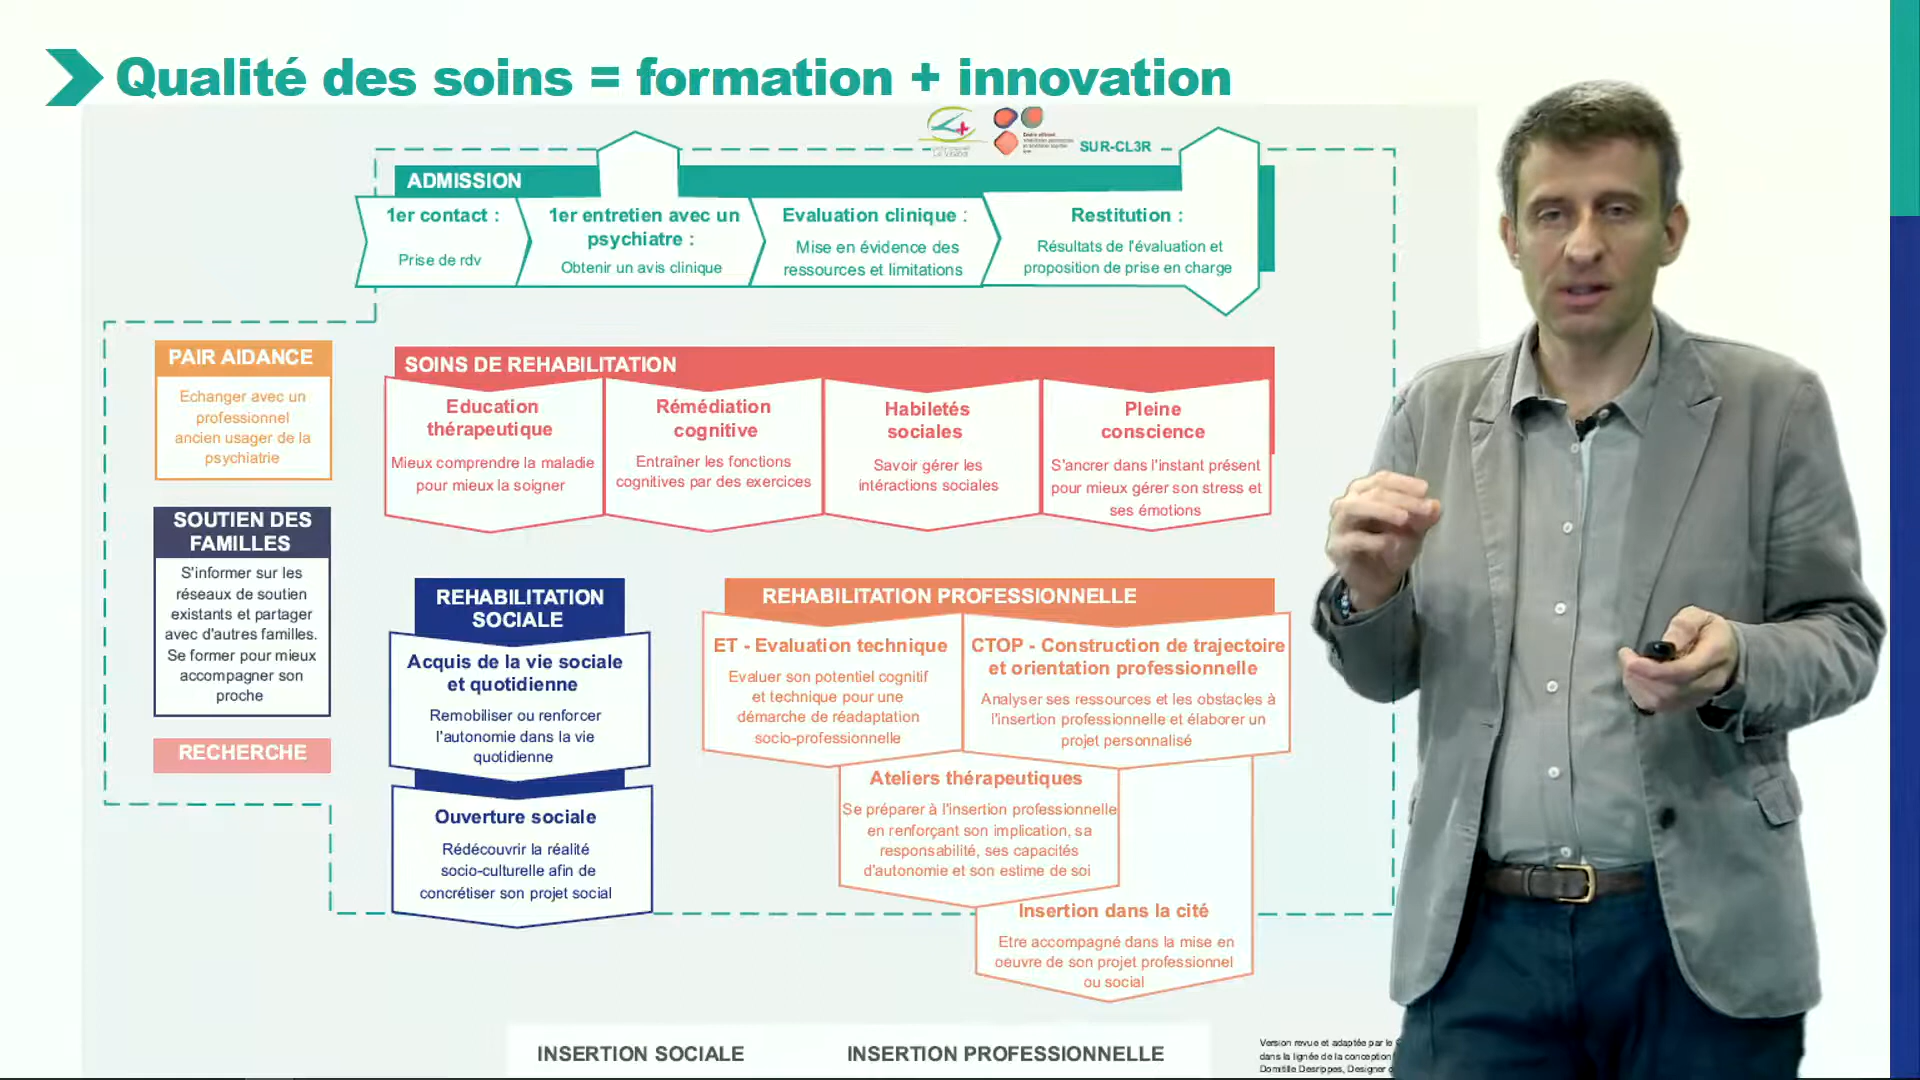 Qualité des soins = formation + innovation
SUR-CL3R
ADMISSION
1er contact :
Prise de rdv
1er entretien avec un
psychiatre :
Obtenir un avis clinique
Evaluation clinique :
Mise en évidence des
ressources et limitations
Restitution :
Résultats de l'évaluation et
proposition de prise en charge
PAIR AIDANCE
Echanger avec un
professionnel
ancien usager de la
psychiatrie
SOUTIEN DES
FAMILLES
S'informer sur les
réseaux de soutien
existants et partager
avec d'autres familles.
Se former pour mieux
accompagner son
proche
RECHERCHE
SOINS DE REHABILITATION
Education
thérapeutique
Mieux comprendre la maladie
pour mieux la soigner
Rémédiation
cognitive
Entraîner les fonctions
cognitives par des exercices
Habiletés
sociales
Savoir gérer les
intéractions sociales
Pleine
conscience
S'ancrer dans l'instant présent
pour mieux gérer son stress et
ses émotions
REHABILITATION
SOCIALE
Acquis de la vie sociale
et quotidienne
Remobiliser ou renforcer
l'autonomie dans la vie
quotidienne
Ouverture sociale
Rédécouvrir la réalité
socio-culturelle afin de
concrétiser son projet social
REHABILITATION PROFESSIONNELLE
ET - Evaluation technique
Evaluer son potentiel cognitif
et technique pour une
démarche de réadaptation
socio-professionnelle
CTOP - Construction de trajectoire
et orientation professionnelle
Analyser ses ressources et les obstacles à
l'insertion professionnelle et élaborer un
projet personnalisé
Ateliers thérapeutiques
Se préparer à l'insertion professionnelle
en renforçant son implication, sa
responsabilité, ses capacités
d'autonomie et son estime de soi
Insertion dans la cité
Etre accompagné dans la mise en
oeuvre de son projet professionnel
ou social
INSERTION SOCIALE
INSERTION PROFESSIONNELLE
Version revue et adaptée par le
dans la lignée de la conception
Domitille Desrippes, Designer